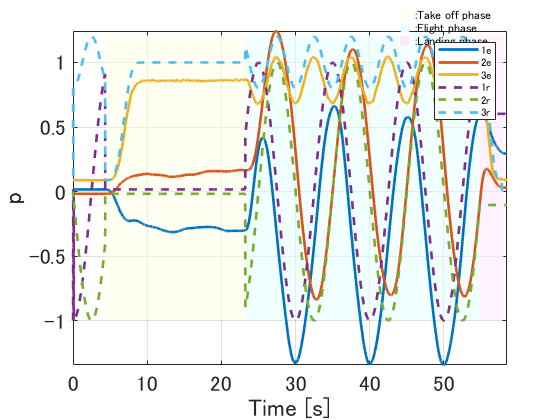 :Take off phase
:Flight phase
:Landing phase
1e
2e
3e
1r
2r
3r
1
0.5
0
-0.5
-1
p
0 10 20 30 40 50
Time [s]